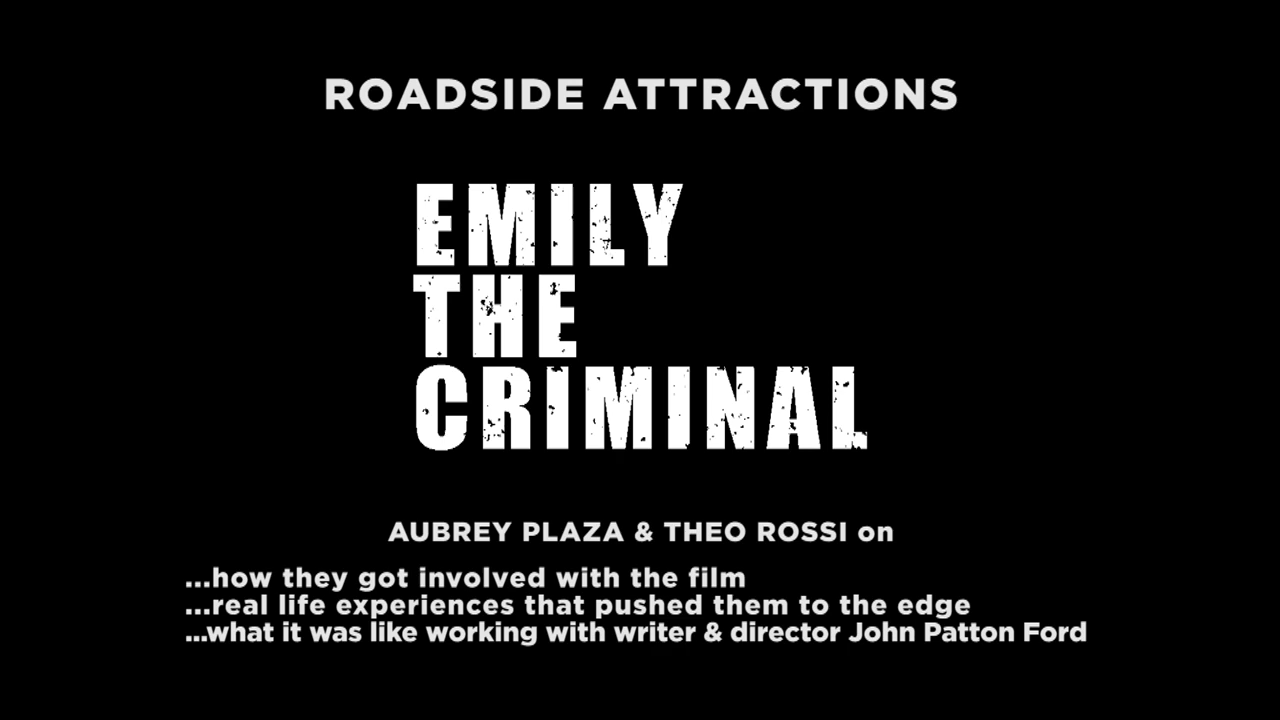 ROADSIDE ATTRACTIONS
EMILY
THE
CRIMINAL
AUBREY PLAZA & THEO ROSSI on
...how they got involved with the film
...real life experiences that pushed them to the edge
...what it was like working with writer & director John Patton Ford